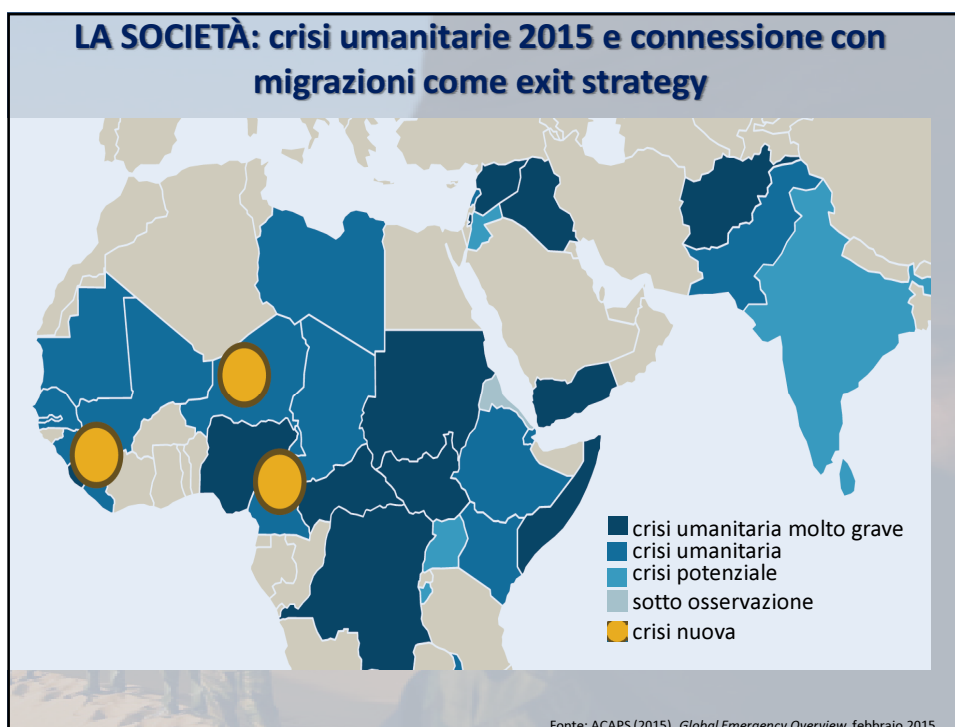 LA SOCIETÀ: crisi umanitarie 2015 e connessione con
migrazioni come exit strategy
crisi umanitaria molto grave
crisi umanitaria
crisi potenziale
sotto osservazione
crisi nuova
Fonte: ACAPS (2015), Global Emergency Overview, febbraio 2015